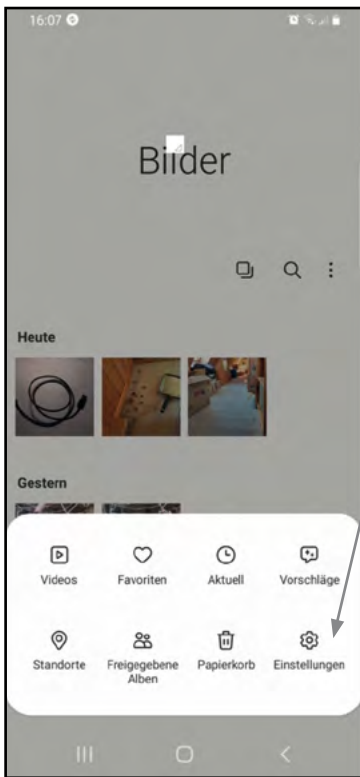 16:07
Bilder
Heute
Gestern
Videos Favoriten Aktuell Vorschläge
Standorte Freigegebene Alben Papierkorb Einstellungen